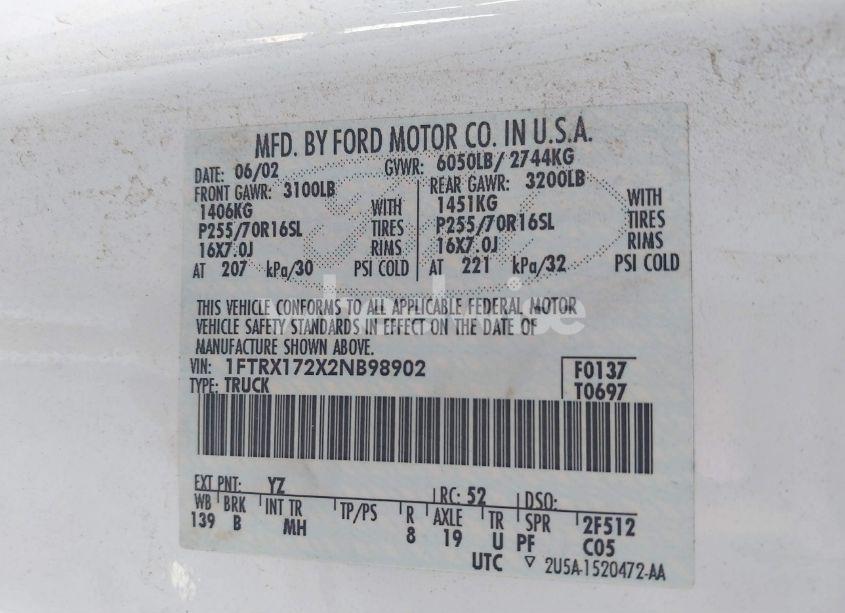 MFD. BY FORD MOTOR CO. IN U.S.A.
DATE: 06/02 GVWR: 6050LB/ 2744KG
FRONT GAWR: 3100LB REAR GAWR: 3200LB
1406KG WITH 1451KG WITH
P255/70R16SL TIRES P255/70R16SL TIRES
16X7.0J RIMS 16X7.0J RIMS
AT 207 kPa/30 PSI COLD AT 221 kPa/32 PSI COLD
THIS VEHICLE CONFORMS TO ALL APPLICABLE FEDERAL MOTOR
VEHICLE SAFETY STANDARDS IN EFFECT ON THE DATE OF
MANUFACTURE SHOWN ABOVE.
VIN: 1FTRX172X2NB98902 F0137
TYPE: TRUCK T0697
EXT PNT: YZ RC: 52 DSO:
WB BRK INT TR TP/PS R AXLE TR SPR 2F512
139 B MH 8 19 U PF C05
UTC ▽ 2U5A-1520472-AA